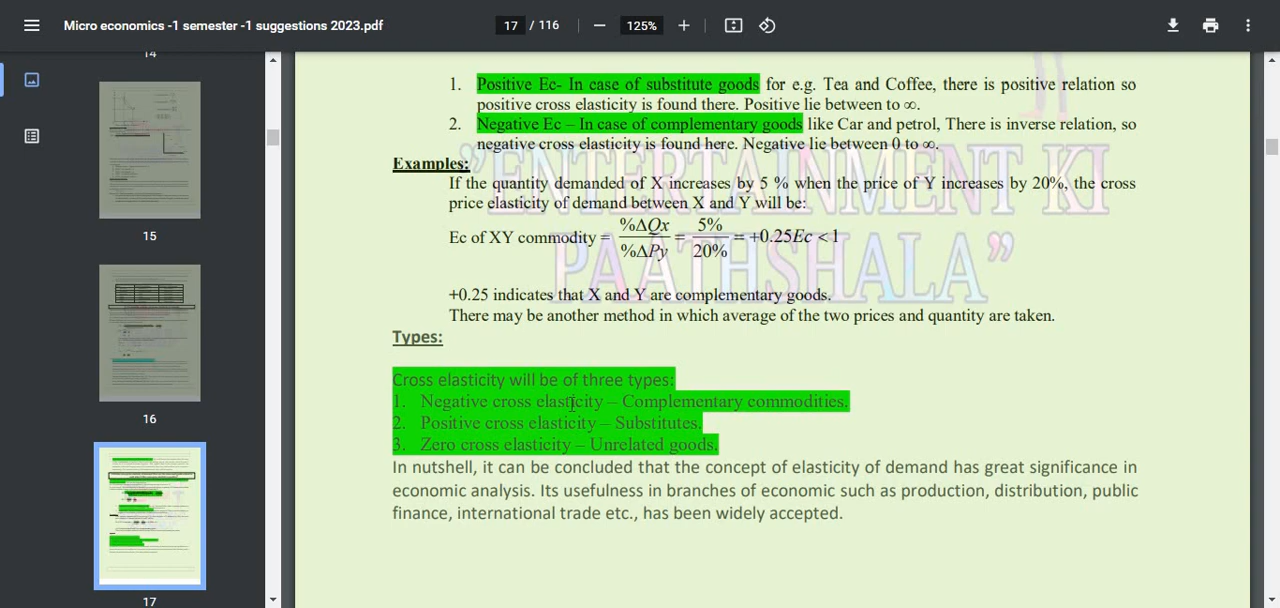 Micro economics -1 semester -1 suggestions 2023.pdf
17 / 116
125%
14
15
16
17
1. Positive Ec- In case of substitute goods for e.g. Tea and Coffee, there is positive relation so
positive cross elasticity is found there. Positive lie between to ∞.
2. Negative Ec – In case of complementary goods like Car and petrol, There is inverse relation, so
negative cross elasticity is found here. Negative lie between 0 to ∞.
Examples:
If the quantity demanded of X increases by 5 % when the price of Y increases by 20%, the cross
price elasticity of demand between X and Y will be:
Ec of XY commodity = %ΔQx / %ΔPy = 5% / 20% = +0.25Ec < 1
+0.25 indicates that X and Y are complementary goods.
There may be another method in which average of the two prices and quantity are taken.
Types:
Cross elasticity will be of three types:
1. Negative cross elasticity – Complementary commodities.
2. Positive cross elasticity – Substitutes.
3. Zero cross elasticity – Unrelated goods.
In nutshell, it can be concluded that the concept of elasticity of demand has great significance in
economic analysis. Its usefulness in branches of economic such as production, distribution, public
finance, international trade etc., has been widely accepted.
"ENTERTAINMENT KI
PAATHSHALA"